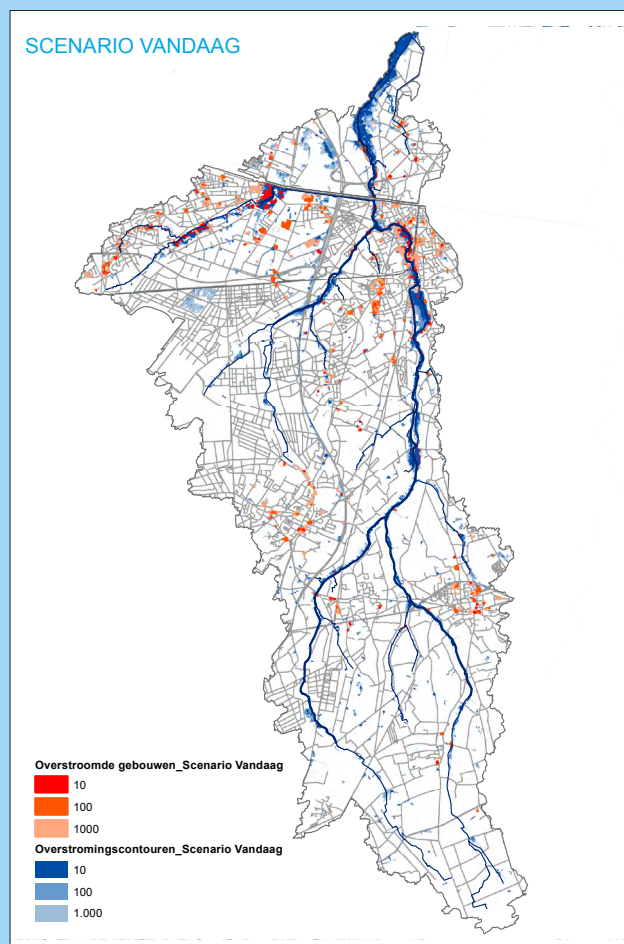 SCENARIO VANDAAG
Overstroomde gebouwen_Scenario Vandaag
10
100
1000
Overstromingscontouren_Scenario Vandaag
10
100
1.000